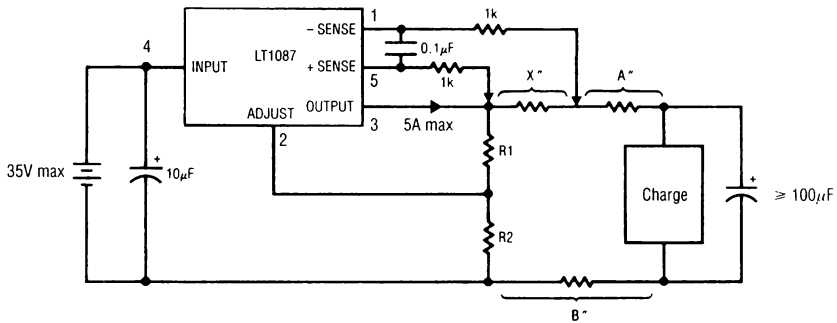 1
1k
− SENSE
4
LT1087
0.1μF
INPUT
+ SENSE
5
1k
X"
A"
OUTPUT
ADJUST
3
5A max
2
R1
35V max
+
10μF
Charge
+
≥ 100μF
R2
B"